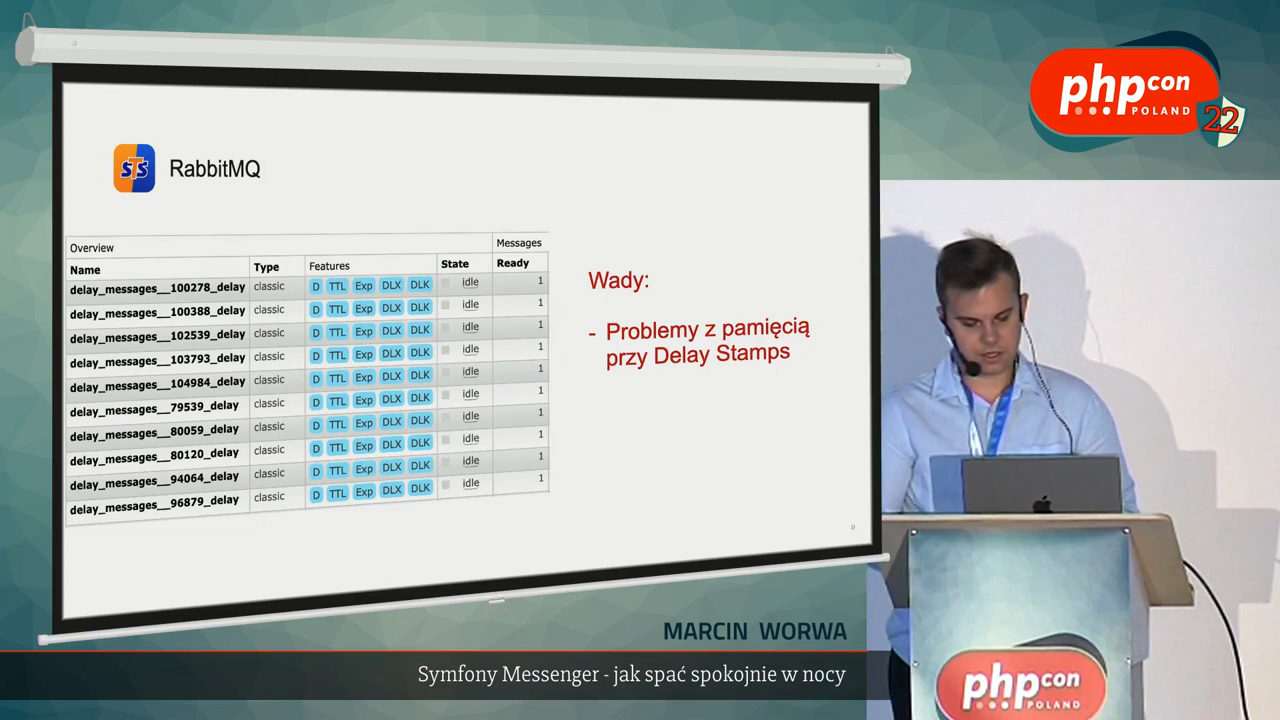 phpcon
POLAND
22
STS
RabbitMQ
Overview
Messages
Name Type Features State Ready
delay_messages__100278_delay classic D TTL Exp DLX DLK idle 1
delay_messages__100388_delay classic D TTL Exp DLX DLK idle 1
delay_messages__102539_delay classic D TTL Exp DLX DLK idle 1
delay_messages__103793_delay classic D TTL Exp DLX DLK idle 1
delay_messages__104984_delay classic D TTL Exp DLX DLK idle 1
delay_messages__79539_delay classic D TTL Exp DLX DLK idle 1
delay_messages__80059_delay classic D TTL Exp DLX DLK idle 1
delay_messages__80120_delay classic D TTL Exp DLX DLK idle 1
delay_messages__94064_delay classic D TTL Exp DLX DLK idle 1
delay_messages__96879_delay classic D TTL Exp DLX DLK idle 1
Wady:
- Problemy z pamięcią
przy Delay Stamps
MARCIN WORWA
Symfony Messenger - jak spać spokojnie w nocy
phpcon
POLAND